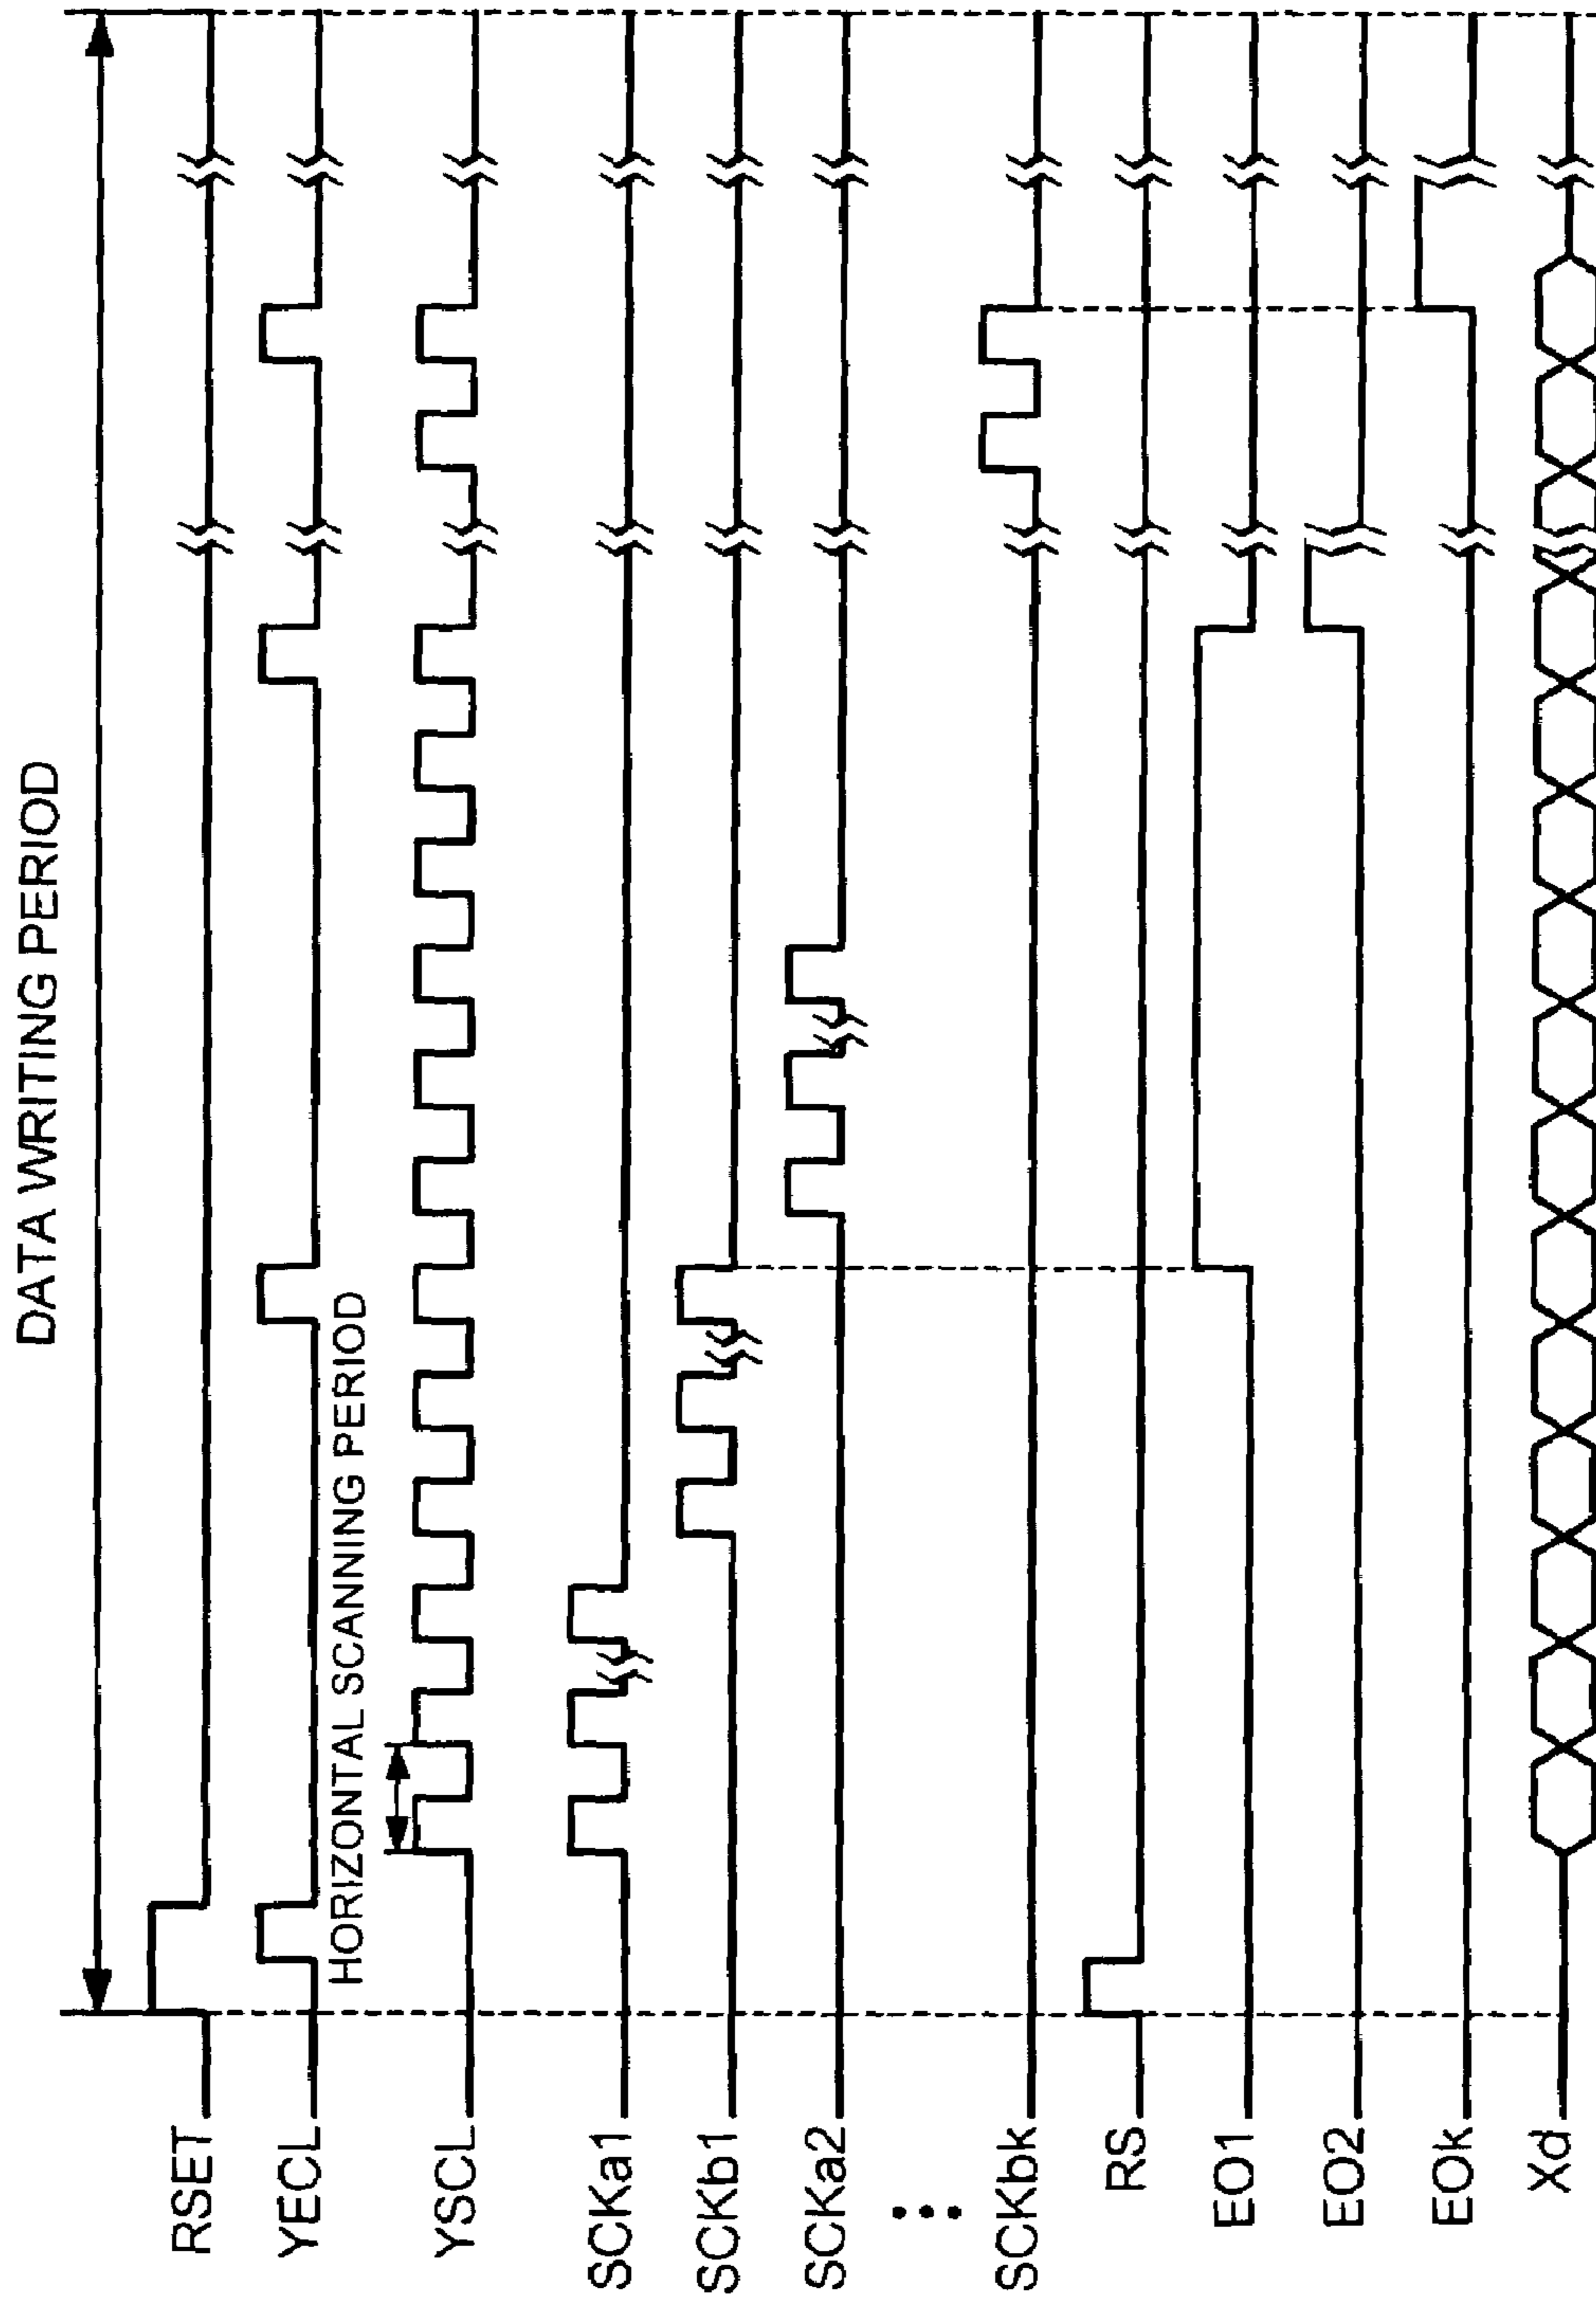 DATA WRITING PERIOD
RSET
YECL
HORIZONTAL SCANNING PERIOD
YSCL
SCKa1
SCKb1
SCKa2
⋮
SCKbk
RS
EO1
EO2
EOk
Xd